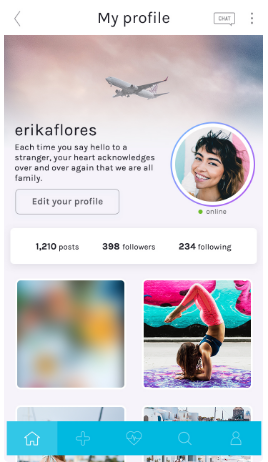 My profile
CHAT
erikaflores
Each time you say hello to a
stranger, your heart acknowledges
over and over again that we are all
family.
Edit your profile
online
1,210 posts 398 followers 234 following